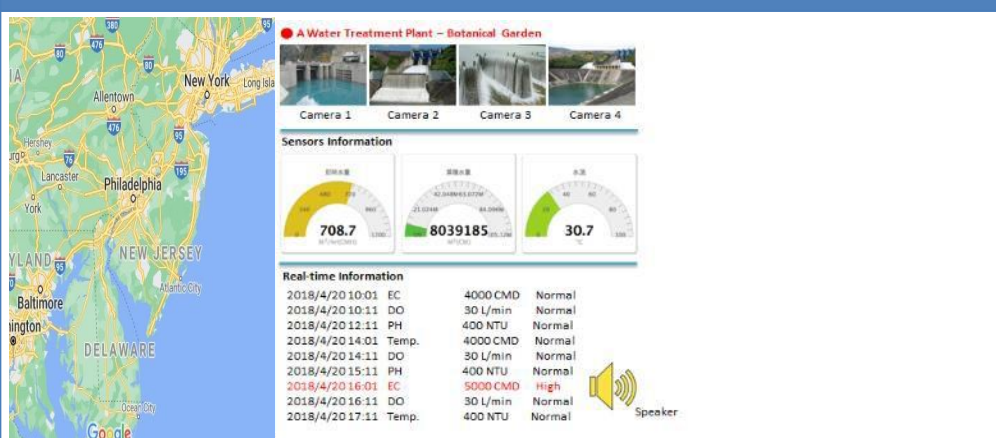 380
95
80
476
80
New York
Long Isla
Allentown
476
95
Hershey
76
195
Lancaster
Philadelphia
York
YLAND
95
NEW JERSEY
Atlantic City
Baltimore
ington
DELAWARE
Ocean City
Google
A Water Treatment Plant – Botanical Garden
Camera 1 Camera 2 Camera 3 Camera 4
Sensors Information
708.7
8039185
30.7
°C
Real-time Information
2018/4/20 10:01 EC 4000 CMD Normal
2018/4/20 10:11 DO 30 L/min Normal
2018/4/20 12:11 PH 400 NTU Normal
2018/4/20 14:01 Temp. 4000 CMD Normal
2018/4/20 14:11 DO 30 L/min Normal
2018/4/20 15:11 PH 400 NTU Normal
2018/4/20 16:01 EC 5000 CMD High
2018/4/20 16:11 DO 30 L/min Normal
2018/4/20 17:11 Temp. 400 NTU Normal
Speaker